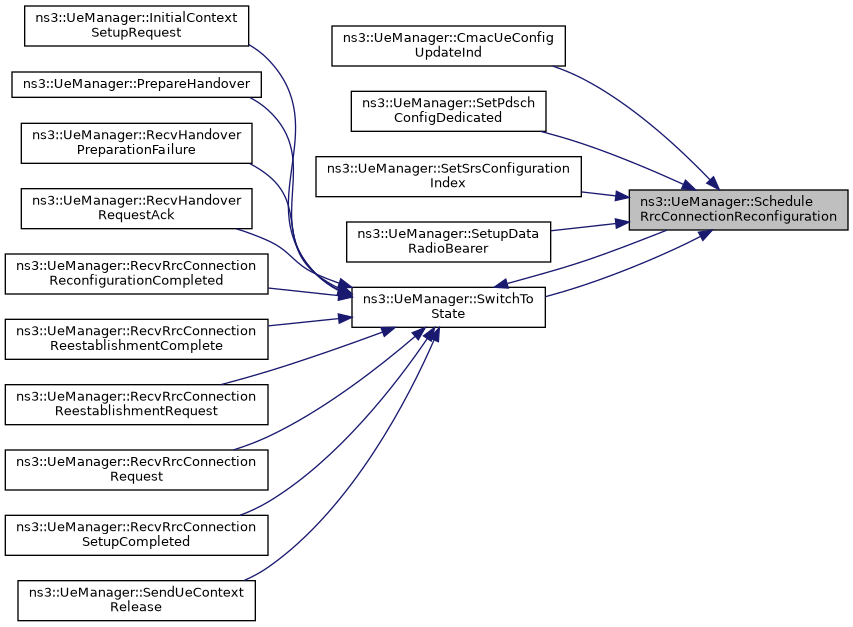 ns3::UeManager::InitialContext
SetupRequest
ns3::UeManager::PrepareHandover
ns3::UeManager::RecvHandover
PreparationFailure
ns3::UeManager::RecvHandover
RequestAck
ns3::UeManager::RecvRrcConnection
ReconfigurationCompleted
ns3::UeManager::RecvRrcConnection
ReestablishmentComplete
ns3::UeManager::RecvRrcConnection
ReestablishmentRequest
ns3::UeManager::RecvRrcConnection
Request
ns3::UeManager::RecvRrcConnection
SetupCompleted
ns3::UeManager::SendUeContext
Release
ns3::UeManager::CmacUeConfig
UpdateInd
ns3::UeManager::SetPdsch
ConfigDedicated
ns3::UeManager::SetSrsConfiguration
Index
ns3::UeManager::SetupData
RadioBearer
ns3::UeManager::SwitchTo
State
ns3::UeManager::Schedule
RrcConnectionReconfiguration